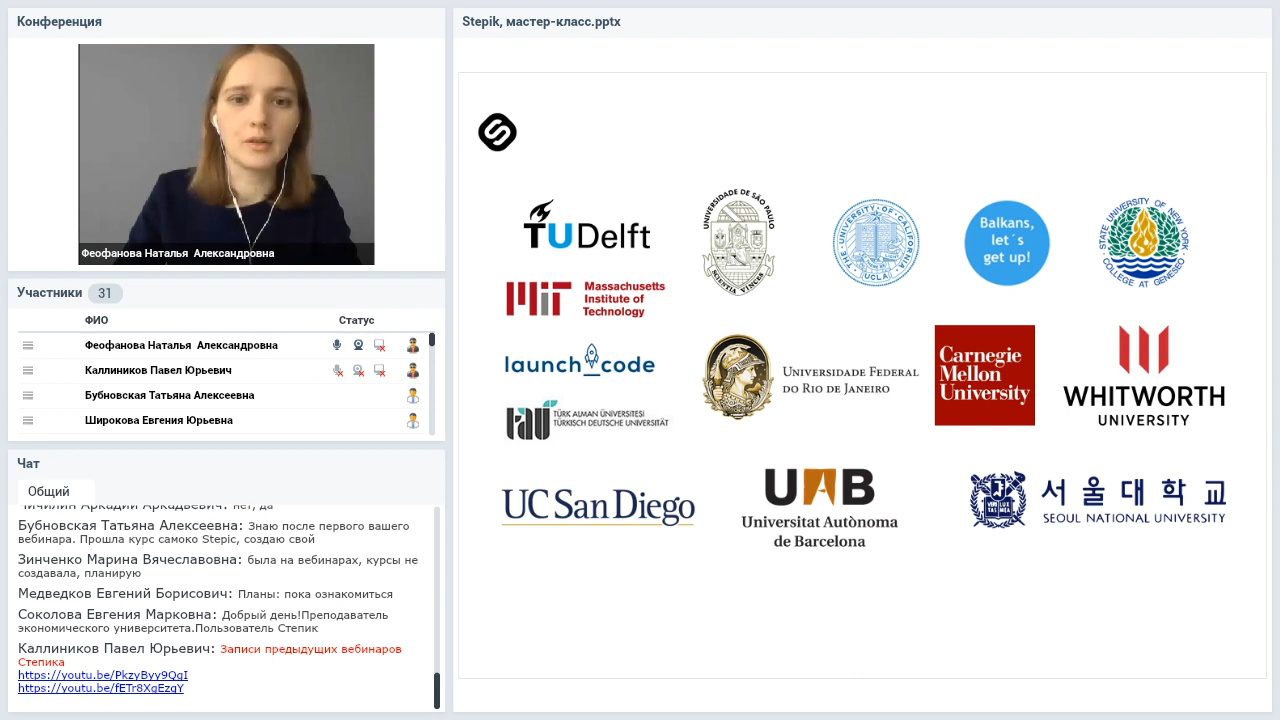 Конференция
Феофанова Наталья Александровна
Участники 31
ФИО Статус
Феофанова Наталья Александровна
Каллиников Павел Юрьевич
Бубновская Татьяна Алексеевна
Широкова Евгения Юрьевна
Чат
Общий
нет, да
Бубновская Татьяна Алексеевна: Знаю после первого вашего
вебинара. Прошла курс самоко Stepic, создаю свой
Зинченко Марина Вячеславовна: была на вебинарах, курсы не
создавала, планирую
Медведков Евгений Борисович: Планы: пока ознакомиться
Соколова Евгения Марковна: Добрый день!Преподаватель
экономического университета.Пользователь Степик
Каллиников Павел Юрьевич: Записи предыдущих вебинаров
Степика
https://youtu.be/PkzyByy9QgI
https://youtu.be/fETr8XgEzgY
Stepik, мастер-класс.pptx
TUDelft
UNIVERSIDADE DE SÃO PAULO
SCIENTIA VINCES
THE UNIVERSITY OF CALIFORNIA
UCLA
Balkans,
let´s
get up!
STATE UNIVERSITY OF NEW YORK
COLLEGE AT GENESEO
MIT
Massachusetts
Institute of
Technology
launch_code
Universidade Federal
do Rio de Janeiro
Carnegie
Mellon
University
WHITWORTH
UNIVERSITY
TAÜ
TÜRK ALMAN ÜNİVERSİTESİ
TÜRKISCH DEUTSCHE UNIVERSITÄT
UC San Diego
UAB
Universitat Autònoma
de Barcelona
서울대학교
SEOUL NATIONAL UNIVERSITY